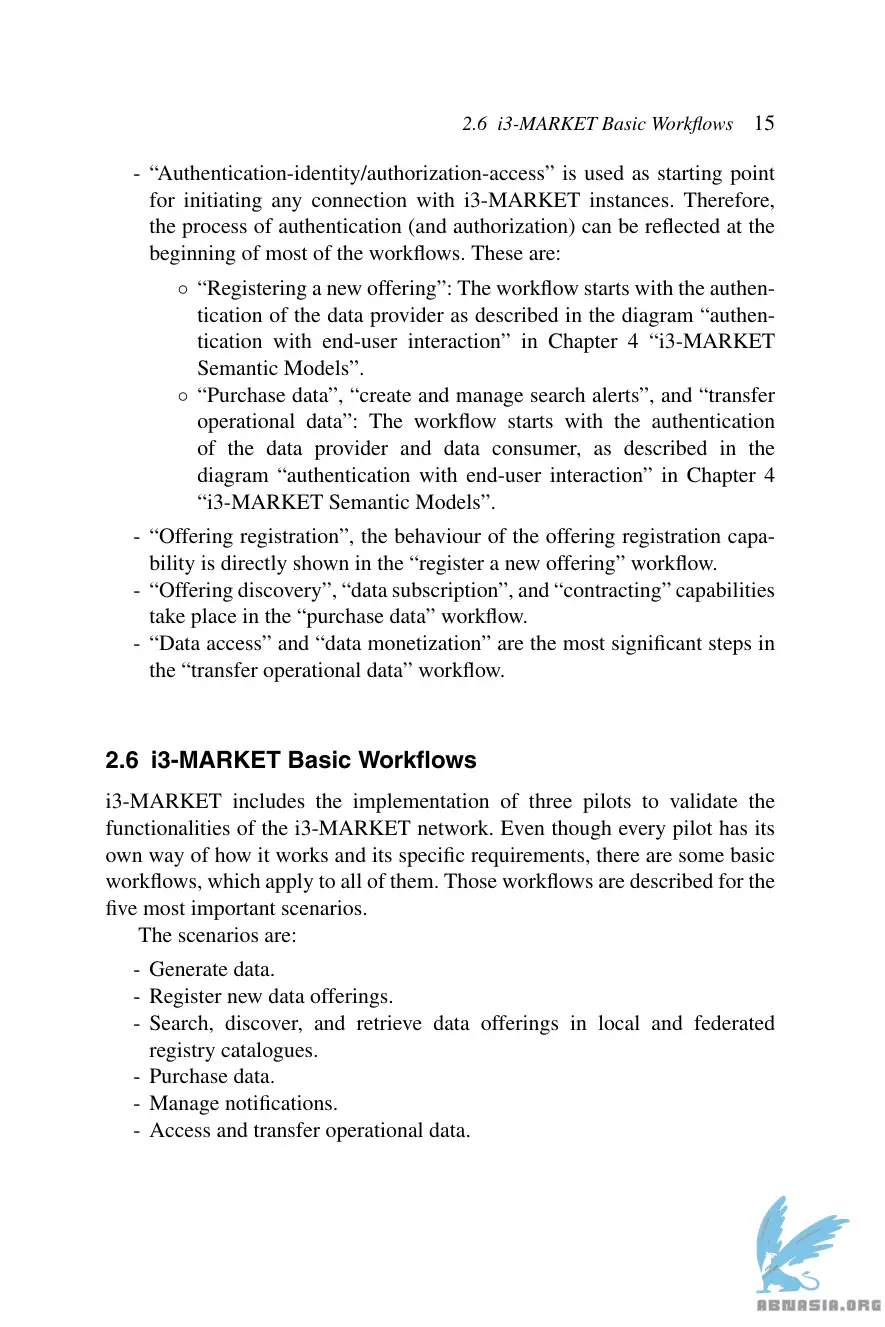 2.6 i3-MARKET Basic Workflows 15
- “Authentication-identity/authorization-access” is used as starting point
for initiating any connection with i3-MARKET instances. Therefore,
the process of authentication (and authorization) can be reflected at the
beginning of most of the workflows. These are:
○ “Registering a new offering”: The workflow starts with the authen-
tication of the data provider as described in the diagram “authen-
tication with end-user interaction” in Chapter 4 “i3-MARKET
Semantic Models”.
○ “Purchase data”, “create and manage search alerts”, and “transfer
operational data”: The workflow starts with the authentication
of the data provider and data consumer, as described in the
diagram “authentication with end-user interaction” in Chapter 4
“i3-MARKET Semantic Models”.
- “Offering registration”, the behaviour of the offering registration capa-
bility is directly shown in the “register a new offering” workflow.
- “Offering discovery”, “data subscription”, and “contracting” capabilities
take place in the “purchase data” workflow.
- “Data access” and “data monetization” are the most significant steps in
the “transfer operational data” workflow.
2.6 i3-MARKET Basic Workflows
i3-MARKET includes the implementation of three pilots to validate the
functionalities of the i3-MARKET network. Even though every pilot has its
own way of how it works and its specific requirements, there are some basic
workflows, which apply to all of them. Those workflows are described for the
five most important scenarios.
The scenarios are:
- Generate data.
- Register new data offerings.
- Search, discover, and retrieve data offerings in local and federated
registry catalogues.
- Purchase data.
- Manage notifications.
- Access and transfer operational data.
ABNASIA.ORG